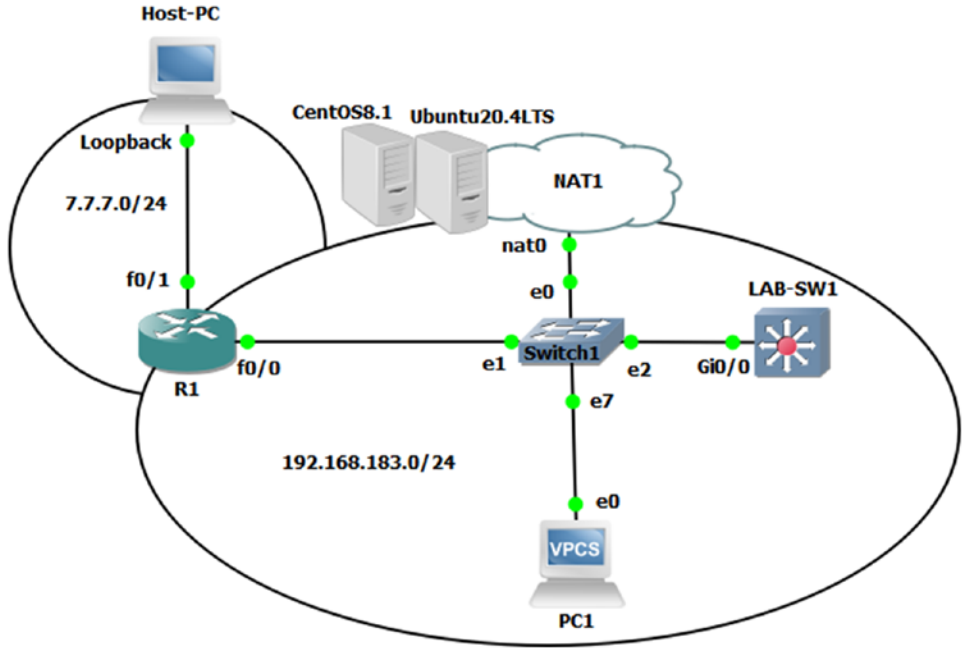 Host-PC
CentOS8.1
Ubuntu20.4LTS
Loopback
NAT1
7.7.7.0/24
nat0
f0/1
e0
LAB-SW1
Switch1
e1
e2
Gi0/0
f0/0
R1
e7
192.168.183.0/24
e0
VPCS
PC1